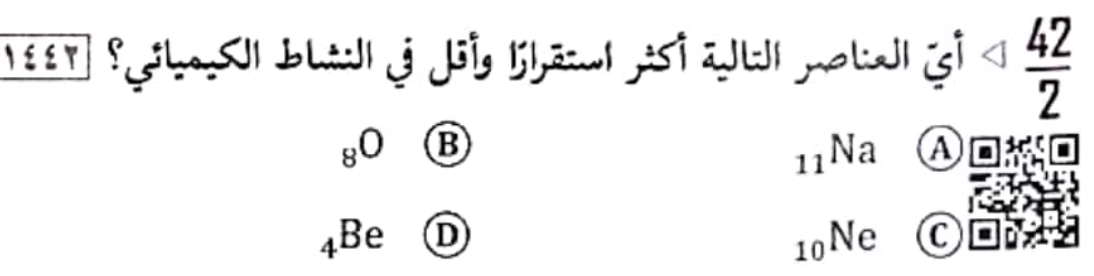 42/2 ◁ أيّ العناصر التالية أكثر استقرارًا وأقل في النشاط الكيميائي؟ ١٤٤٢
Ⓐ ₁₁Na Ⓑ ₈O
Ⓒ ₁₀Ne Ⓓ ₄Be